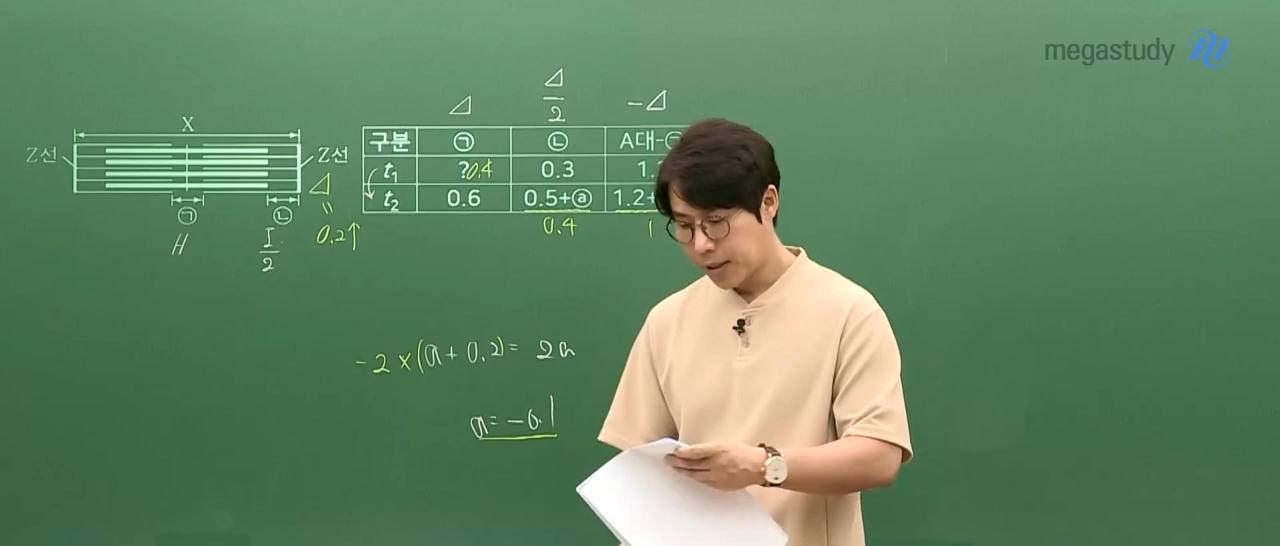 megastudy
X
Z선
Z선
㉠
㉡
H
I
2
△
"
0.2↑
△
△
2
-△
구분 ㉠ ㉡ A대-
t₁ ?0.4 0.3
t₂ 0.6 0.5+ⓐ 1.2+
0.4 1
-2×(a+0.2)= 2a
a=-0.1